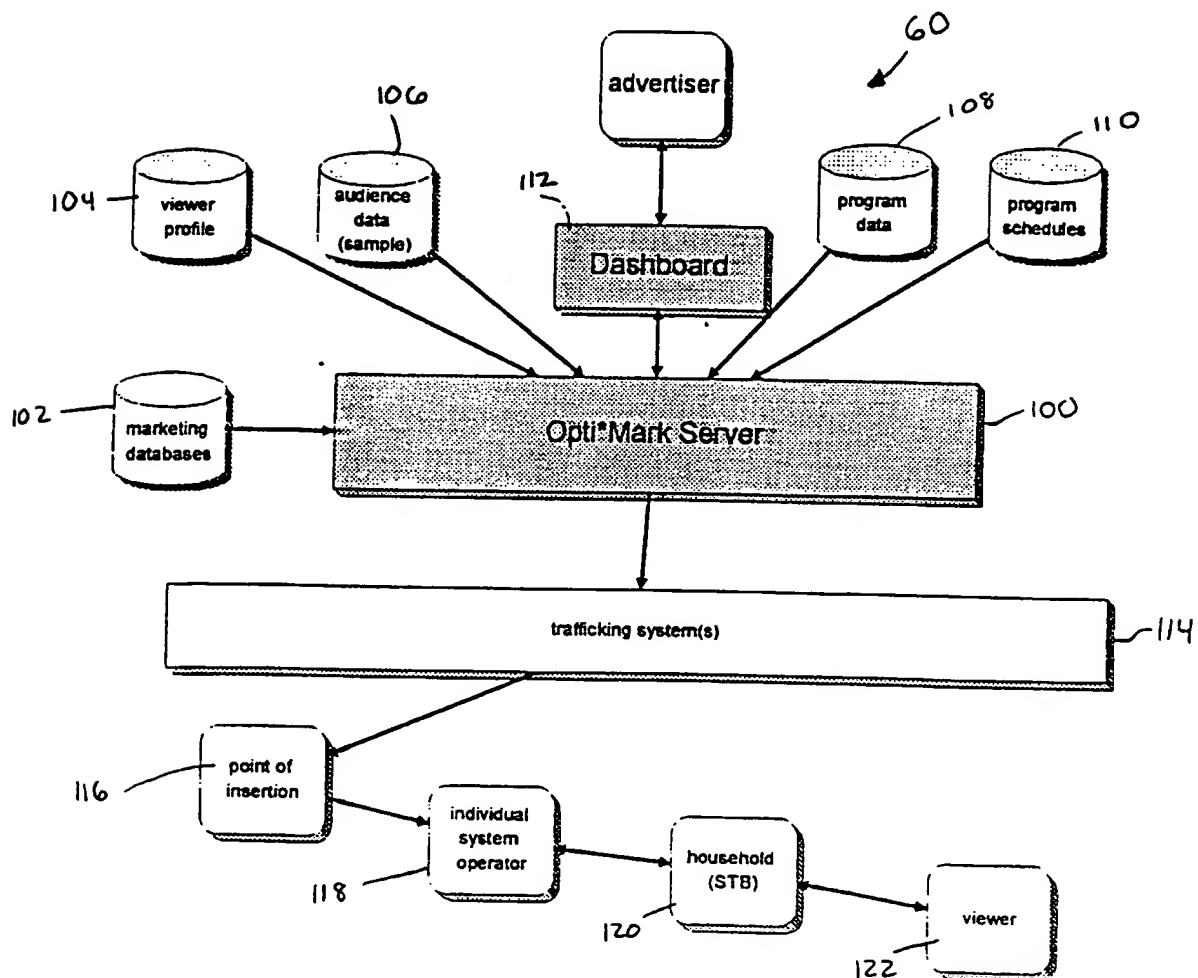 60
advertiser
106
108
110
104
viewer
profile
audience
data
(sample)
112
program
data
program
schedules
Dashboard
102
marketing
databases
Opti*Mark Server
100
trafficking system(s)
114
116
point of
insertion
individual
system
operator
118
household
(STB)
120
viewer
122